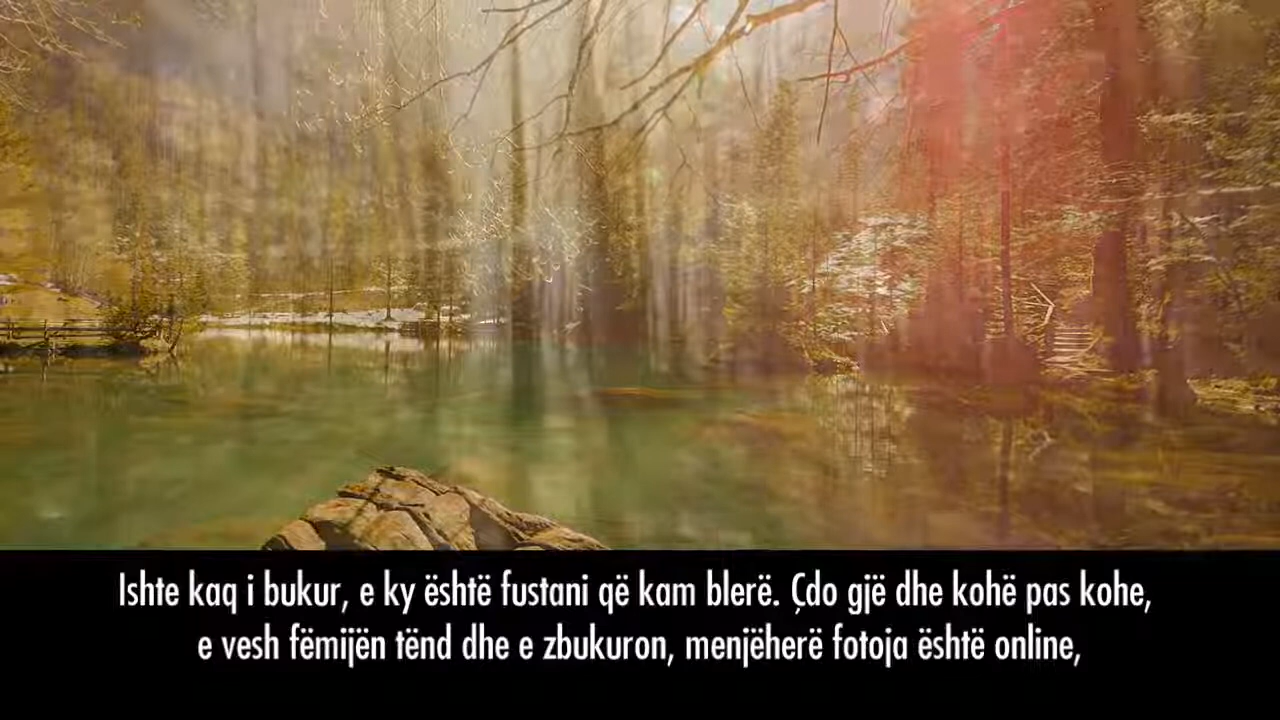 Ishte kaq i bukur, e ky është fustani që kam blerë. Çdo gjë dhe kohë pas kohe,
e vesh fëmijën tënd dhe e zbukuron, menjëherë fotoja është online,